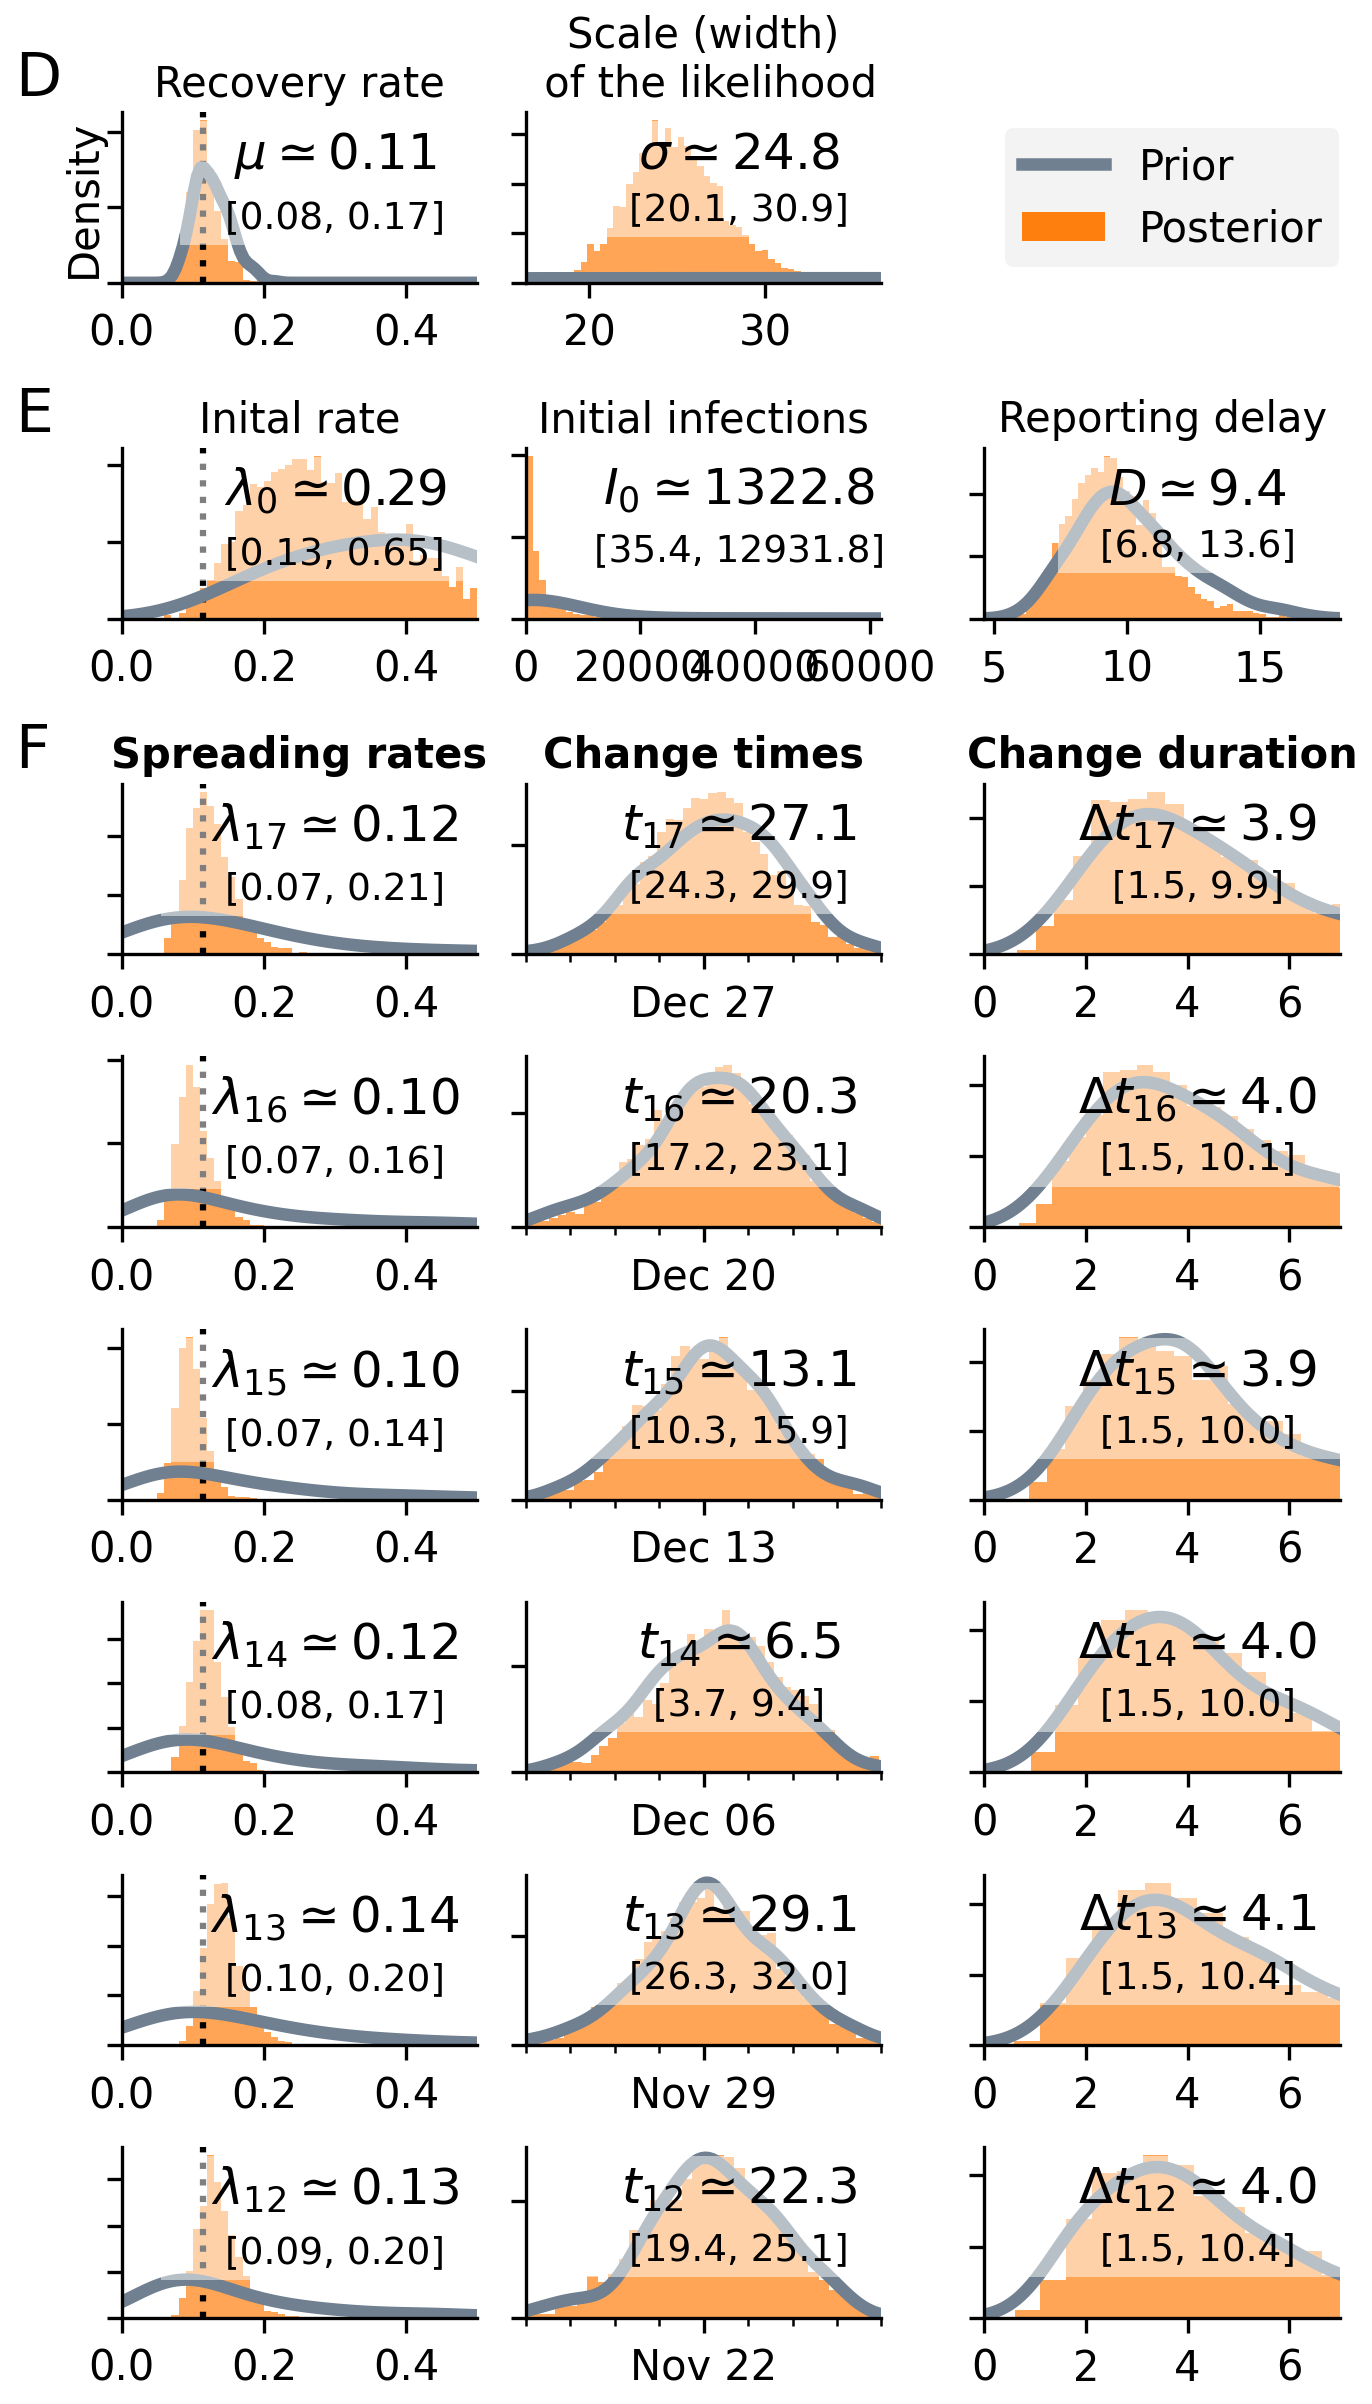 D
Recovery rate
Scale (width)
of the likelihood
Density
μ ≃ 0.11
[0.08, 0.17]
0.0 0.2 0.4
σ ≃ 24.8
[20.1, 30.9]
20 30
Prior
Posterior
E
Inital rate
Initial infections
Reporting delay
λ0 ≃ 0.29
[0.13, 0.65]
0.0 0.2 0.4
I0 ≃ 1322.8
[35.4, 12931.8]
0 20000 40000 60000
D ≃ 9.4
[6.8, 13.6]
5 10 15
F
Spreading rates
Change times
Change duration
λ17 ≃ 0.12
[0.07, 0.21]
0.0 0.2 0.4
t17 ≃ 27.1
[24.3, 29.9]
Dec 27
Δt17 ≃ 3.9
[1.5, 9.9]
0 2 4 6
λ16 ≃ 0.10
[0.07, 0.16]
0.0 0.2 0.4
t16 ≃ 20.3
[17.2, 23.1]
Dec 20
Δt16 ≃ 4.0
[1.5, 10.1]
0 2 4 6
λ15 ≃ 0.10
[0.07, 0.14]
0.0 0.2 0.4
t15 ≃ 13.1
[10.3, 15.9]
Dec 13
Δt15 ≃ 3.9
[1.5, 10.0]
0 2 4 6
λ14 ≃ 0.12
[0.08, 0.17]
0.0 0.2 0.4
t14 ≃ 6.5
[3.7, 9.4]
Dec 06
Δt14 ≃ 4.0
[1.5, 10.0]
0 2 4 6
λ13 ≃ 0.14
[0.10, 0.20]
0.0 0.2 0.4
t13 ≃ 29.1
[26.3, 32.0]
Nov 29
Δt13 ≃ 4.1
[1.5, 10.4]
0 2 4 6
λ12 ≃ 0.13
[0.09, 0.20]
0.0 0.2 0.4
t12 ≃ 22.3
[19.4, 25.1]
Nov 22
Δt12 ≃ 4.0
[1.5, 10.4]
0 2 4 6